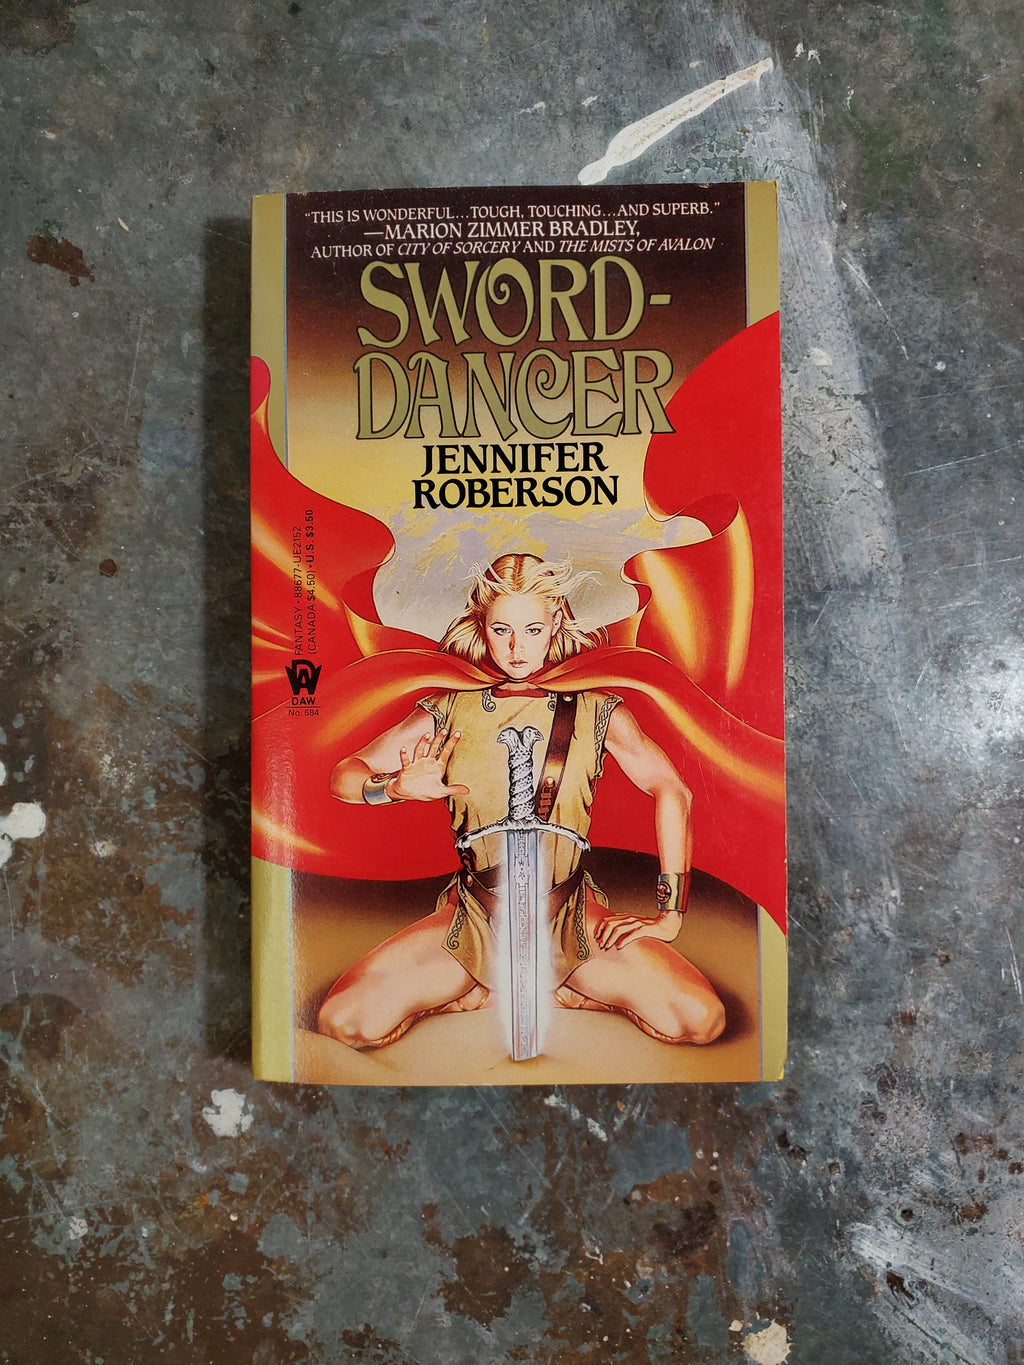 “THIS IS WONDERFUL...TOUGH, TOUCHING...AND SUPERB.”
—MARION ZIMMER BRADLEY,
AUTHOR OF CITY OF SORCERY AND THE MISTS OF AVALON
SWORD-
DANCER
JENNIFER
ROBERSON
FANTASY • 88677-UE2152
(CANADA $4.50) • U.S. $3.50
DAW
No. 684